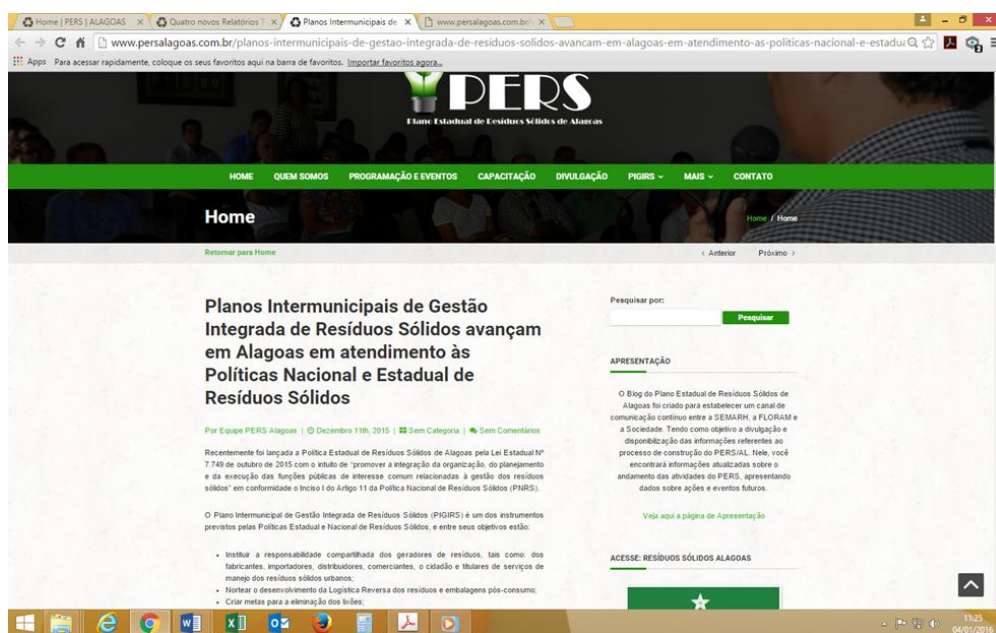 Home | PERS | ALAGOAS
Quatro novos Relatórios T
Planos Intermunicipais de
www.persalagoas.com.br/
www.persalagoas.com.br/planos-intermunicipais-de-gestao-integrada-de-residuos-solidos-avancam-em-alagoas-em-atendimento-as-politicas-nacional-e-estadua
Apps Para acessar rapidamente, coloque os seus favoritos aqui na barra de favoritos. Importar favoritos agora...
PERS
Plano Estadual de Resíduos Sólidos de Alagoas
HOME QUEM SOMOS PROGRAMAÇÃO E EVENTOS CAPACITAÇÃO DIVULGAÇÃO PIGIRS MAIS CONTATO
Home
Home / Home
Retornar para Home
‹ Anterior Próximo ›
Planos Intermunicipais de Gestão
Integrada de Resíduos Sólidos avançam
em Alagoas em atendimento às
Políticas Nacional e Estadual de
Resíduos Sólidos
Por Equipe PERS Alagoas | Dezembro 11th, 2015 | Sem Categoria | Sem Comentários
Recentemente foi lançada a Política Estadual de Resíduos Sólidos de Alagoas pela Lei Estadual Nº
7.749 de outubro de 2015 com o intuito de "promover a integração da organização, do planejamento
e da execução das funções públicas de interesse comum relacionadas à gestão dos resíduos
sólidos" em conformidade o Inciso I do Artigo 11 da Política Nacional de Resíduos Sólidos (PNRS).
O Plano Intermunicipal de Gestão Integrada de Resíduos Sólidos (PIGIRS) é um dos instrumentos
previstos pelas Políticas Estadual e Nacional de Resíduos Sólidos, e entre seus objetivos estão:
• Instituir a responsabilidade compartilhada dos geradores de resíduos, tais como: dos
fabricantes, importadores, distribuidores, comerciantes, o cidadão e titulares de serviços de
manejo dos resíduos sólidos urbanos;
• Nortear o desenvolvimento da Logística Reversa dos resíduos e embalagens pós-consumo;
• Criar metas para a eliminação dos lixões;
Pesquisar por:
Pesquisar
APRESENTAÇÃO
O Blog do Plano Estadual de Resíduos Sólidos de
Alagoas foi criado para estabelecer um canal de
comunicação contínuo entre a SEMARH, a FLORAM e
a Sociedade. Tendo como objetivo a divulgação e
disponibilização das informações referentes ao
processo de construção do PERS/AL. Nele, você
encontrará informações atualizadas sobre o
andamento das atividades do PERS, apresentando
dados sobre ações e eventos futuros.
Veja aqui a página de Apresentação
ACESSE: RESÍDUOS SÓLIDOS ALAGOAS
11:25
04/01/2016